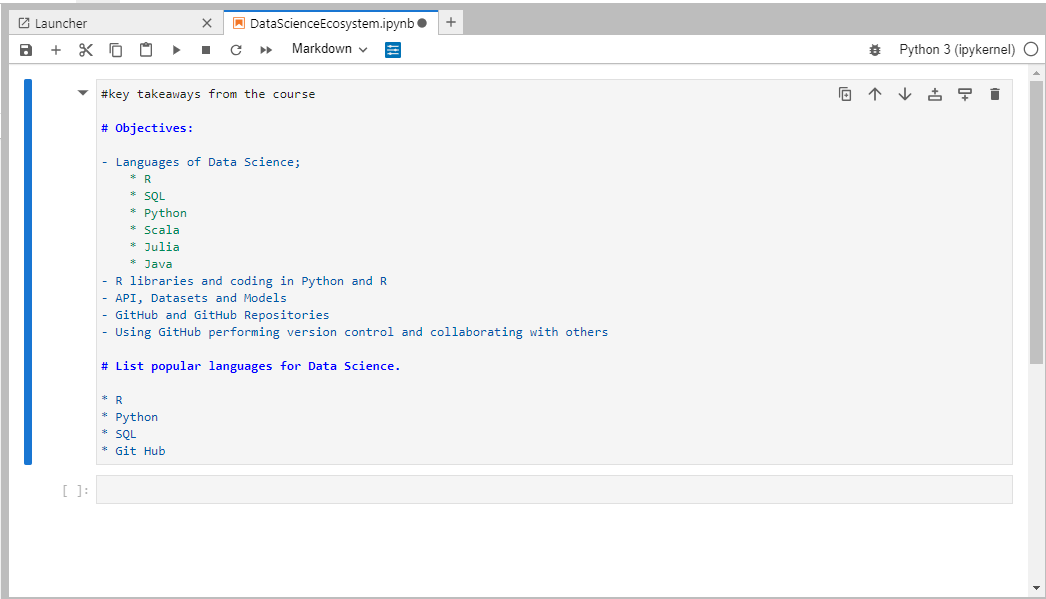 Launcher
DataScienceEcosystem.ipynb
Markdown
Python 3 (ipykernel)
#key takeaways from the course
# Objectives:
- Languages of Data Science;
* R
* SQL
* Python
* Scala
* Julia
* Java
- R libraries and coding in Python and R
- API, Datasets and Models
- GitHub and GitHub Repositories
- Using GitHub performing version control and collaborating with others
# List popular languages for Data Science.
* R
* Python
* SQL
* Git Hub
[ ]: